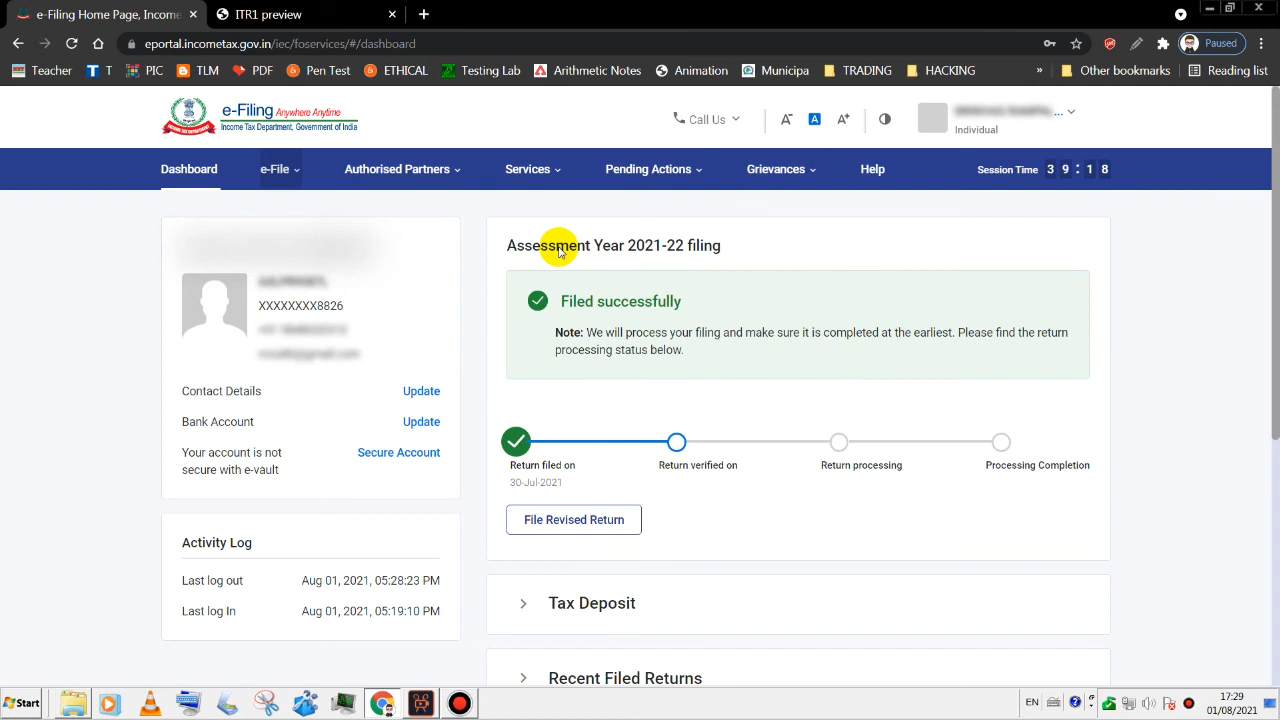 e-Filing Home Page, Income
ITR1 preview
eportal.incometax.gov.in/iec/foservices/#/dashboard
Paused
Teacher T PIC TLM PDF Pen Test ETHICAL Testing Lab Arithmetic Notes Animation Municipa TRADING HACKING » Other bookmarks Reading list
e-Filing Anywhere Anytime
Income Tax Department, Government of India
Call Us
A- A A+
...
Individual
Dashboard e-File Authorised Partners Services Pending Actions Grievances Help Session Time 3 9 : 1 8
XXXXXXXX8826
Contact Details Update
Bank Account Update
Your account is not
secure with e-vault
Secure Account
Activity Log
Last log out Aug 01, 2021, 05:28:23 PM
Last log In Aug 01, 2021, 05:19:10 PM
Assessment Year 2021-22 filing
Filed successfully
Note: We will process your filing and make sure it is completed at the earliest. Please find the return
processing status below.
Return filed on Return verified on Return processing Processing Completion
30-Jul-2021
File Revised Return
Tax Deposit
Recent Filed Returns
Start
EN
17:29
01/08/2021